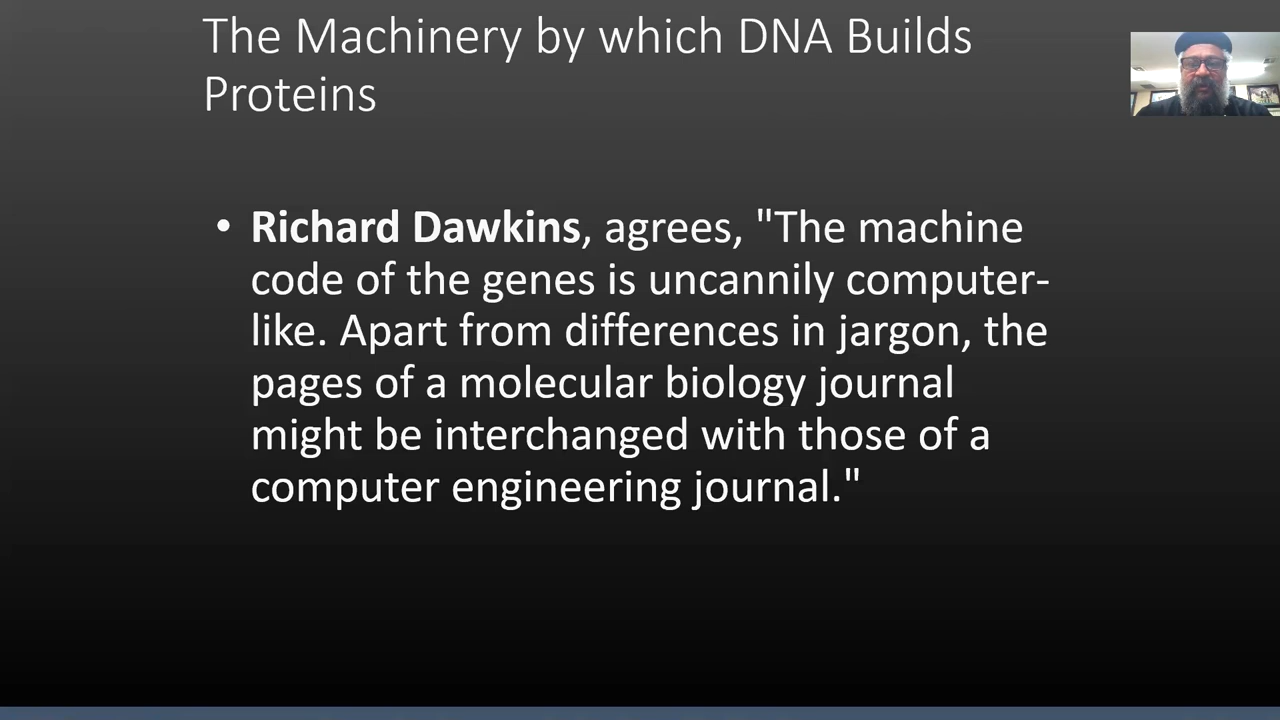 The Machinery by which DNA Builds
Proteins
• Richard Dawkins, agrees, "The machine
code of the genes is uncannily computer-
like. Apart from differences in jargon, the
pages of a molecular biology journal
might be interchanged with those of a
computer engineering journal."